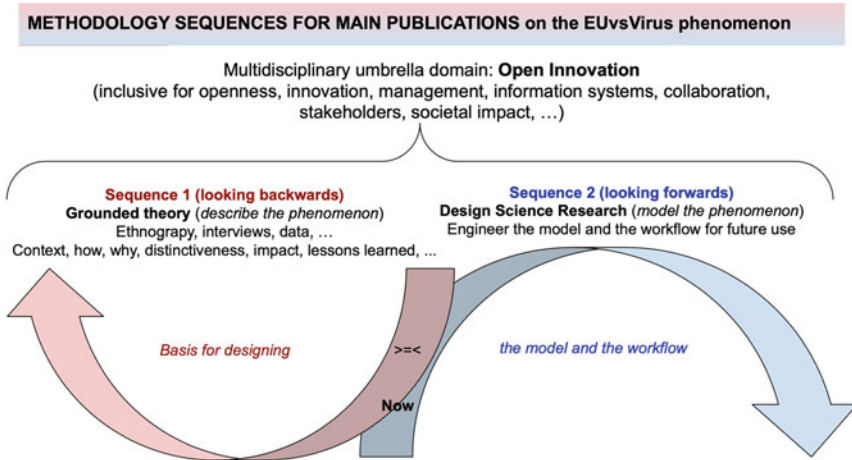 METHODOLOGY SEQUENCES FOR MAIN PUBLICATIONS on the EUvsVirus phenomenon
Multidisciplinary umbrella domain: Open Innovation
(inclusive for openness, innovation, management, information systems, collaboration,
stakeholders, societal impact, …)
Sequence 1 (looking backwards)
Grounded theory (describe the phenomenon)
Ethnograpy, interviews, data, …
Context, how, why, distinctiveness, impact, lessons learned, ...
Sequence 2 (looking forwards)
Design Science Research (model the phenomenon)
Engineer the model and the workflow for future use
Basis for designing
>=<
the model and the workflow
Now